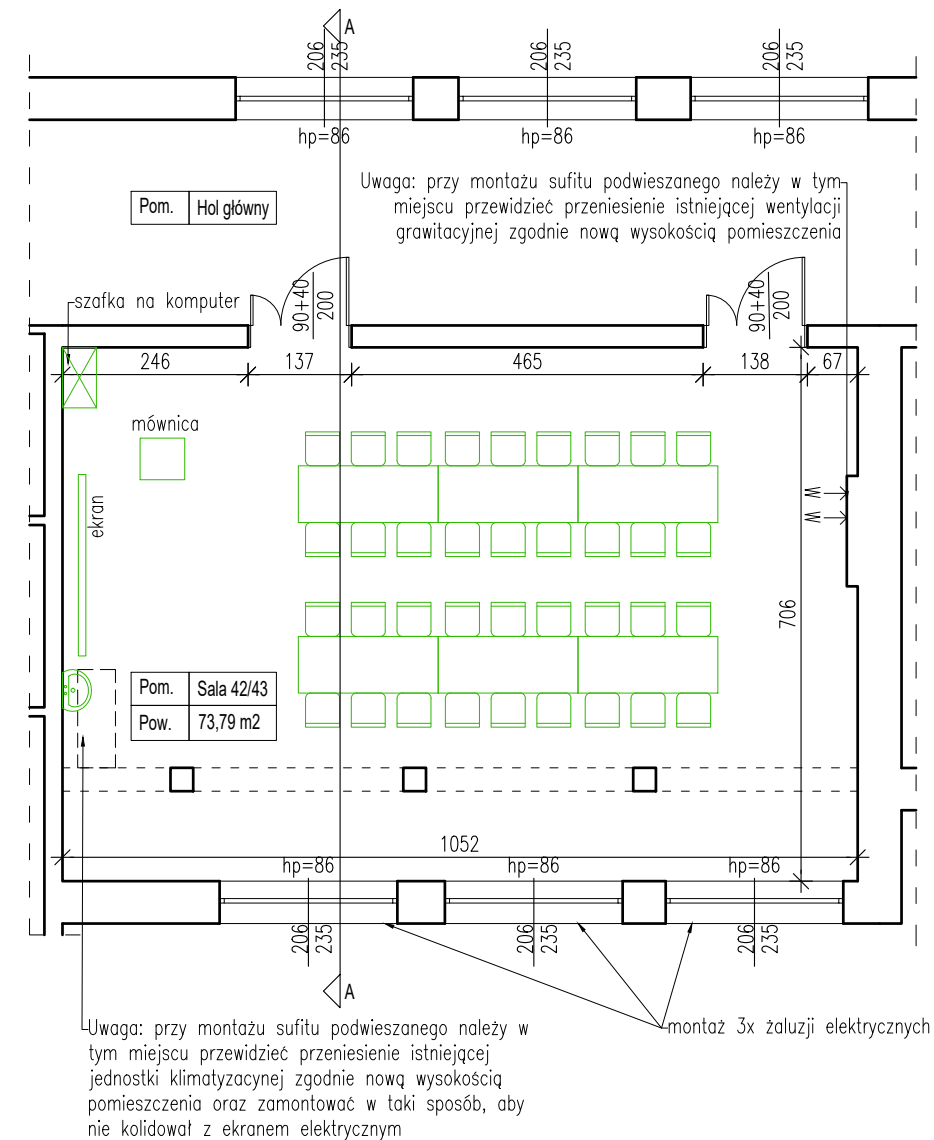 A
206
235
206
235
206
235
hp=86
hp=86
hp=86
Uwaga: przy montażu sufitu podwieszanego należy w tym
miejscu przewidzieć przeniesienie istniejącej wentylacji
grawitacyjnej zgodnie nową wysokością pomieszczenia
Pom. Hol główny
szafka na komputer
90+40
200
90+40
200
246
137
465
138
67
mównica
ekran
W
W
706
Pom. Sala 42/43
Pow. 73,79 m2
1052
hp=86
hp=86
hp=86
206
235
206
235
206
235
A
montaż 3x żaluzji elektrycznych
Uwaga: przy montażu sufitu podwieszanego należy w
tym miejscu przewidzieć przeniesienie istniejącej
jednostki klimatyzacynej zgodnie nową wysokością
pomieszczenia oraz zamontować w taki sposób, aby
nie kolidował z ekranem elektrycznym